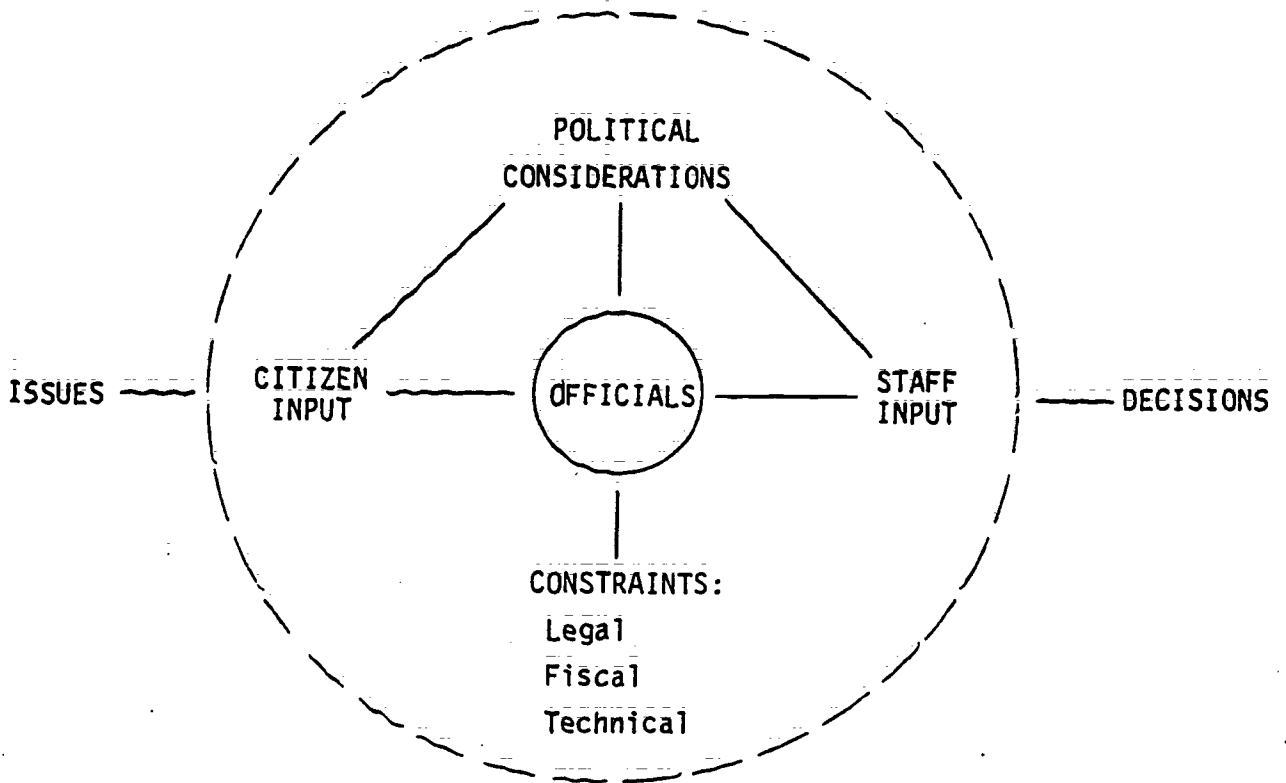 POLITICAL
CONSIDERATIONS
ISSUES
CITIZEN
INPUT
OFFICIALS
STAFF
INPUT
DECISIONS
CONSTRAINTS:
Legal
Fiscal
Technical